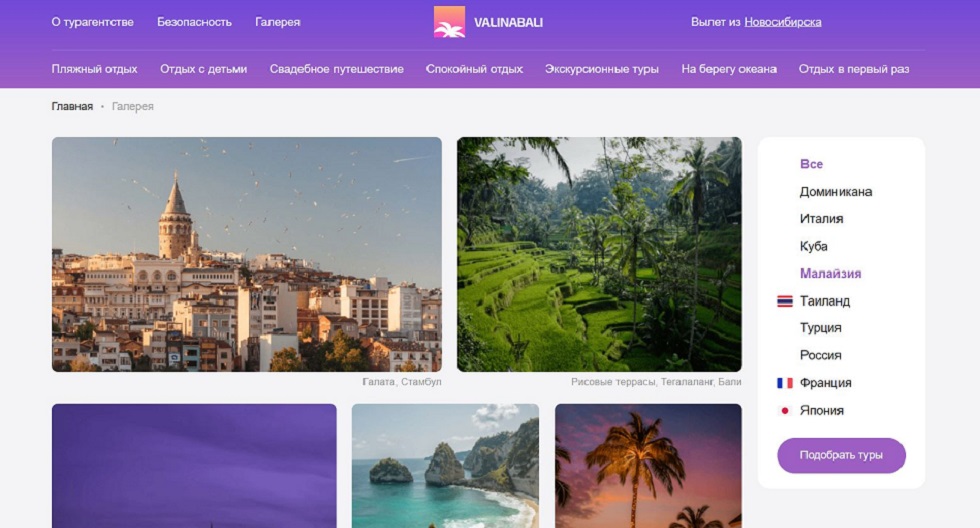 О турагентстве Безопасность Галерея VALINABALI Вылет из Новосибирска
Пляжный отдых Отдых с детьми Свадебное путешествие Спокойный отдых Экскурсионные туры На берегу океана Отдых в первый раз
Главная • Галерея
Галата, Стамбул
Рисовые террасы, Тегалаланг, Бали
Все
Доминикана
Италия
Куба
Малайзия
Таиланд
Турция
Россия
Франция
Япония
Подобрать туры